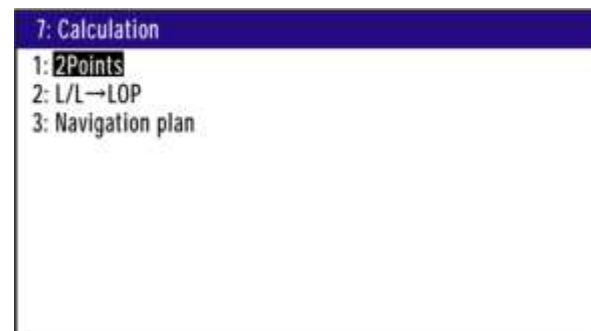 7: Calculation
1: 2Points
2: L/L→LOP
3: Navigation plan